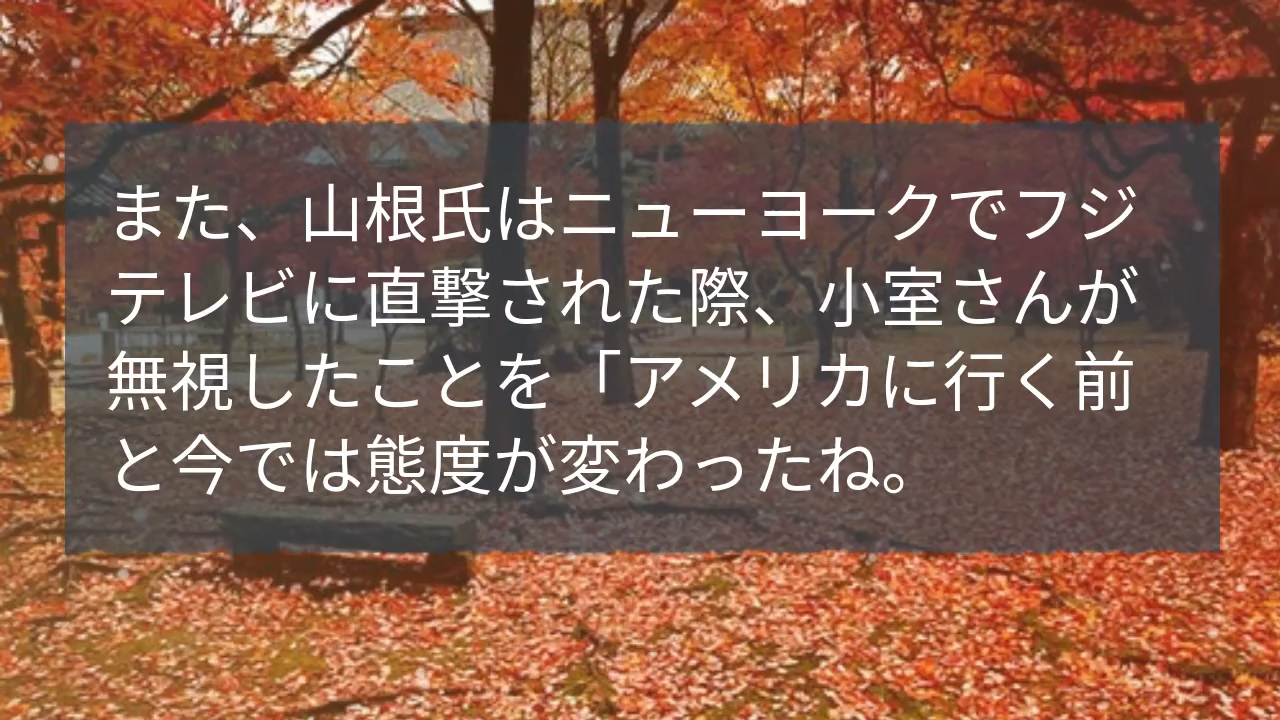 また、山根氏はニューヨークでフジ
テレビに直撃された際、小室さんが
無視したことを「アメリカに行く前
と今では態度が変わったね。